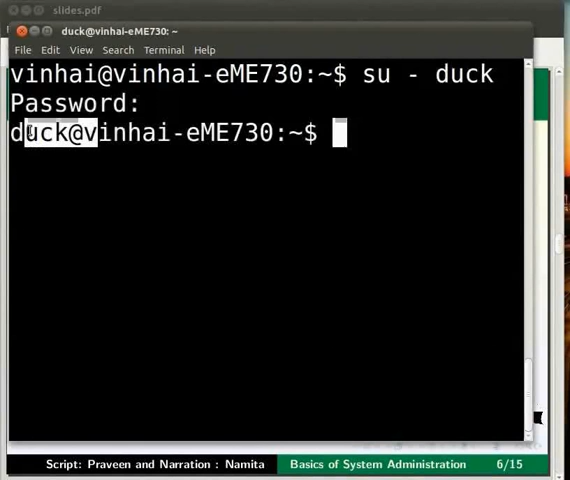 slides.pdf
duck@vinhai-eME730: ~
File Edit View Search Terminal Help
vinhai@vinhai-eME730:~$ su - duck
Password:
duck@vinhai-eME730:~$
Script: Praveen and Narration : Namita Basics of System Administration 6/15